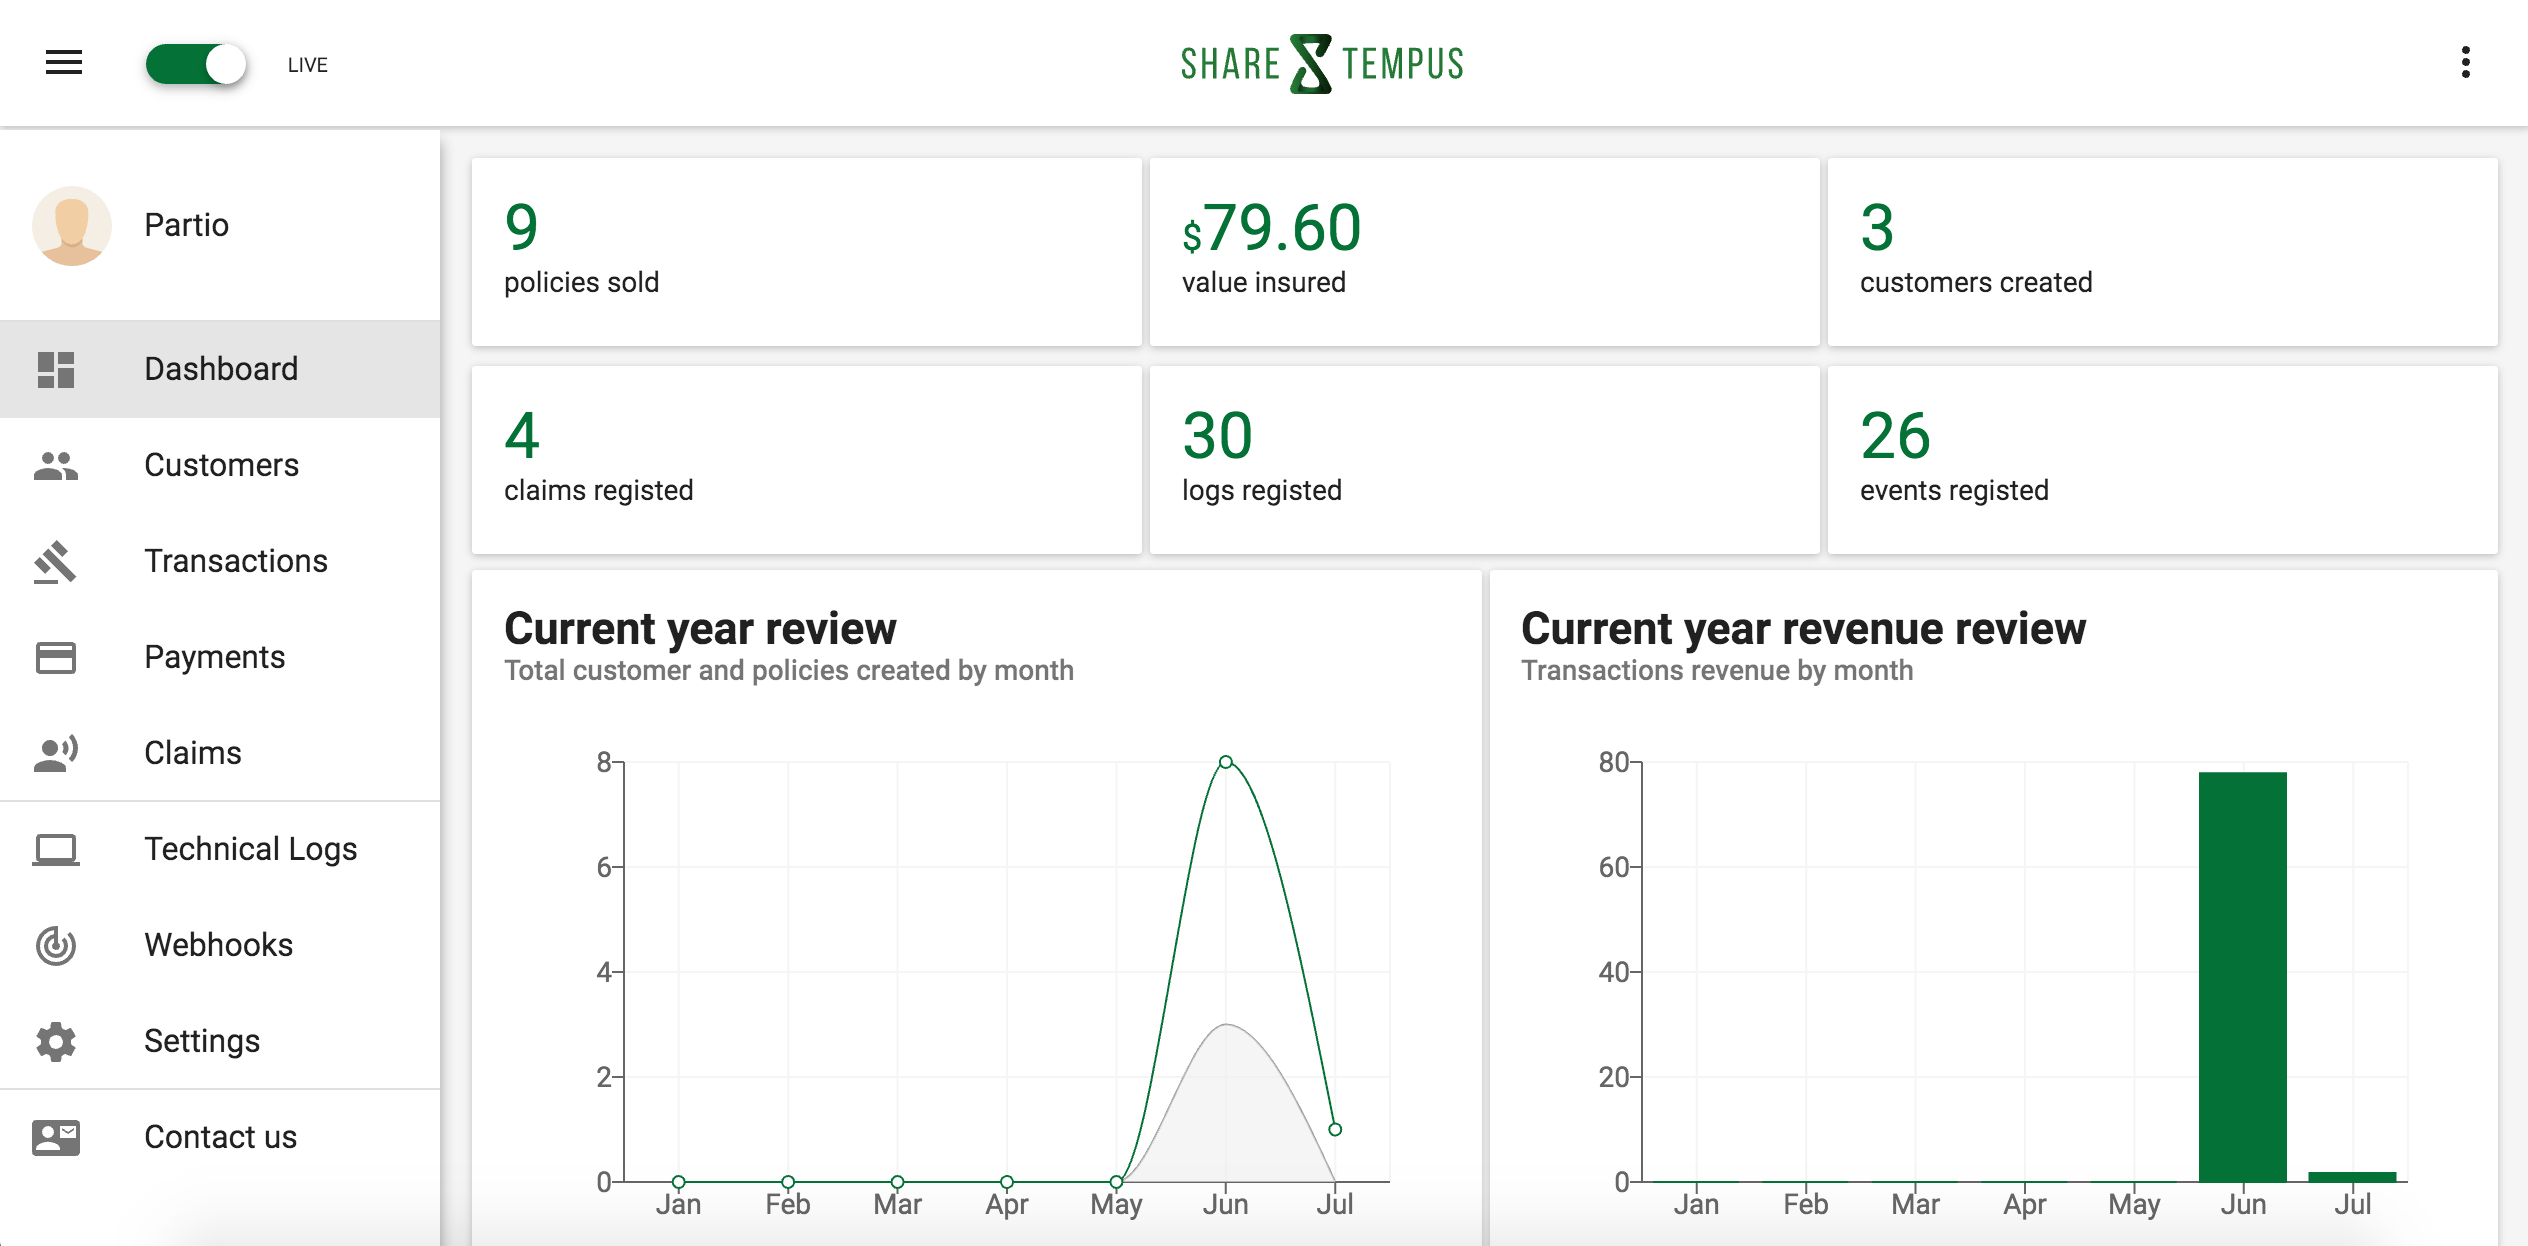 LIVE
SHARE TEMPUS
Partio
Dashboard
Customers
Transactions
Payments
Claims
Technical Logs
Webhooks
Settings
Contact us
9
policies sold
$79.60
value insured
3
customers created
4
claims registed
30
logs registed
26
events registed
Current year review
Total customer and policies created by month
8
6
4
2
0
Jan Feb Mar Apr May Jun Jul
Current year revenue review
Transactions revenue by month
80
60
40
20
0
Jan Feb Mar Apr May Jun Jul